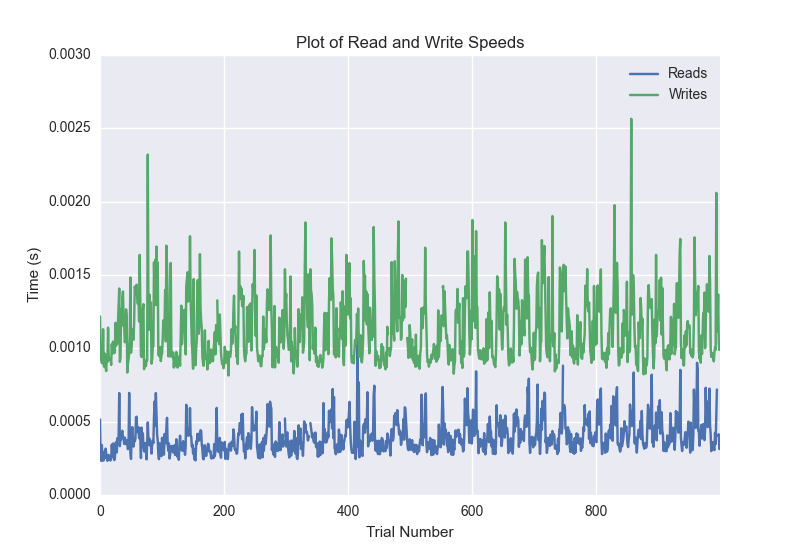 Plot of Read and Write Speeds
Reads
Writes
Time (s)
0.0030
0.0025
0.0020
0.0015
0.0010
0.0005
0.0000
0
200
400
600
800
Trial Number